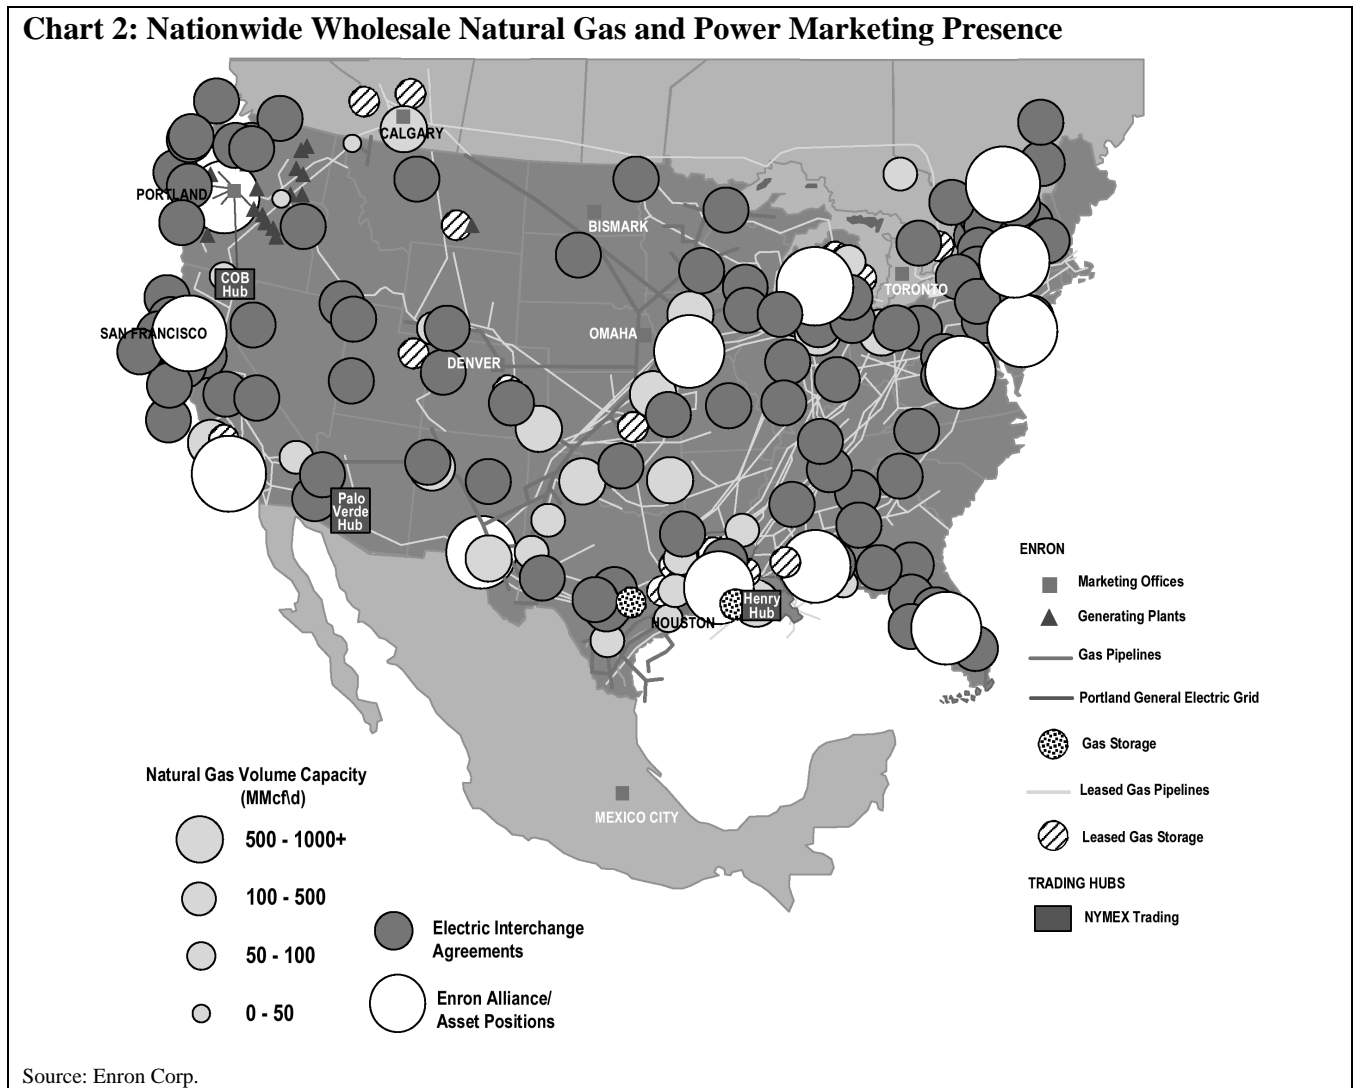 Chart 2: Nationwide Wholesale Natural Gas and Power Marketing Presence
CALGARY
PORTLAND
BISMARK
TORONTO
COB
Hub
SAN FRANCISCO
OMAHA
DENVER
Palo
Verde
Hub
Henry
Hub
HOUSTON
MEXICO CITY
ENRON
Marketing Offices
Generating Plants
Gas Pipelines
Portland General Electric Grid
Gas Storage
Leased Gas Pipelines
Leased Gas Storage
TRADING HUBS
NYMEX Trading
Natural Gas Volume Capacity
(MMcf\d)
500 - 1000+
100 - 500
50 - 100
0 - 50
Electric Interchange
Agreements
Enron Alliance/
Asset Positions
Source: Enron Corp.